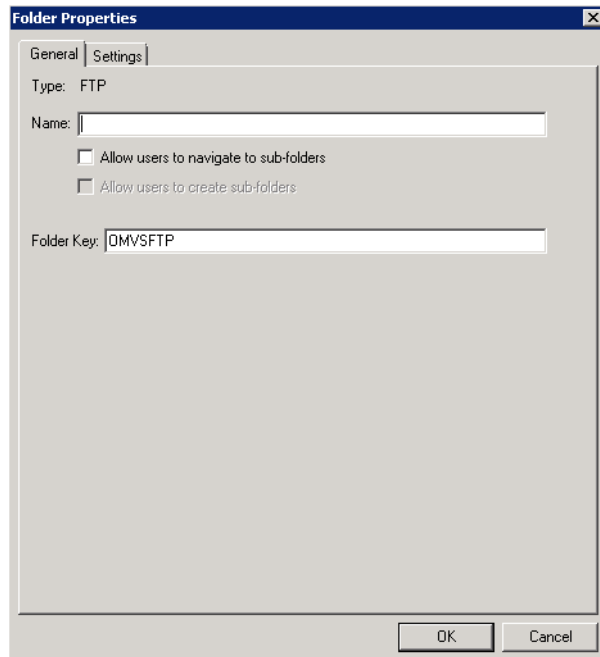 Folder Properties
General Settings
Type: FTP
Name:
Allow users to navigate to sub-folders
Allow users to create sub-folders
Folder Key: OMVSFTP
OK Cancel